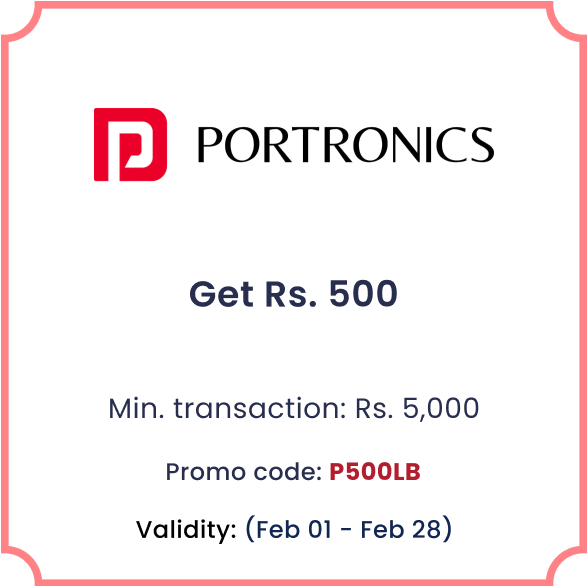 PORTRONICS
Get Rs. 500
Min. transaction: Rs. 5,000
Promo code: P500LB
Validity: (Feb 01 - Feb 28)